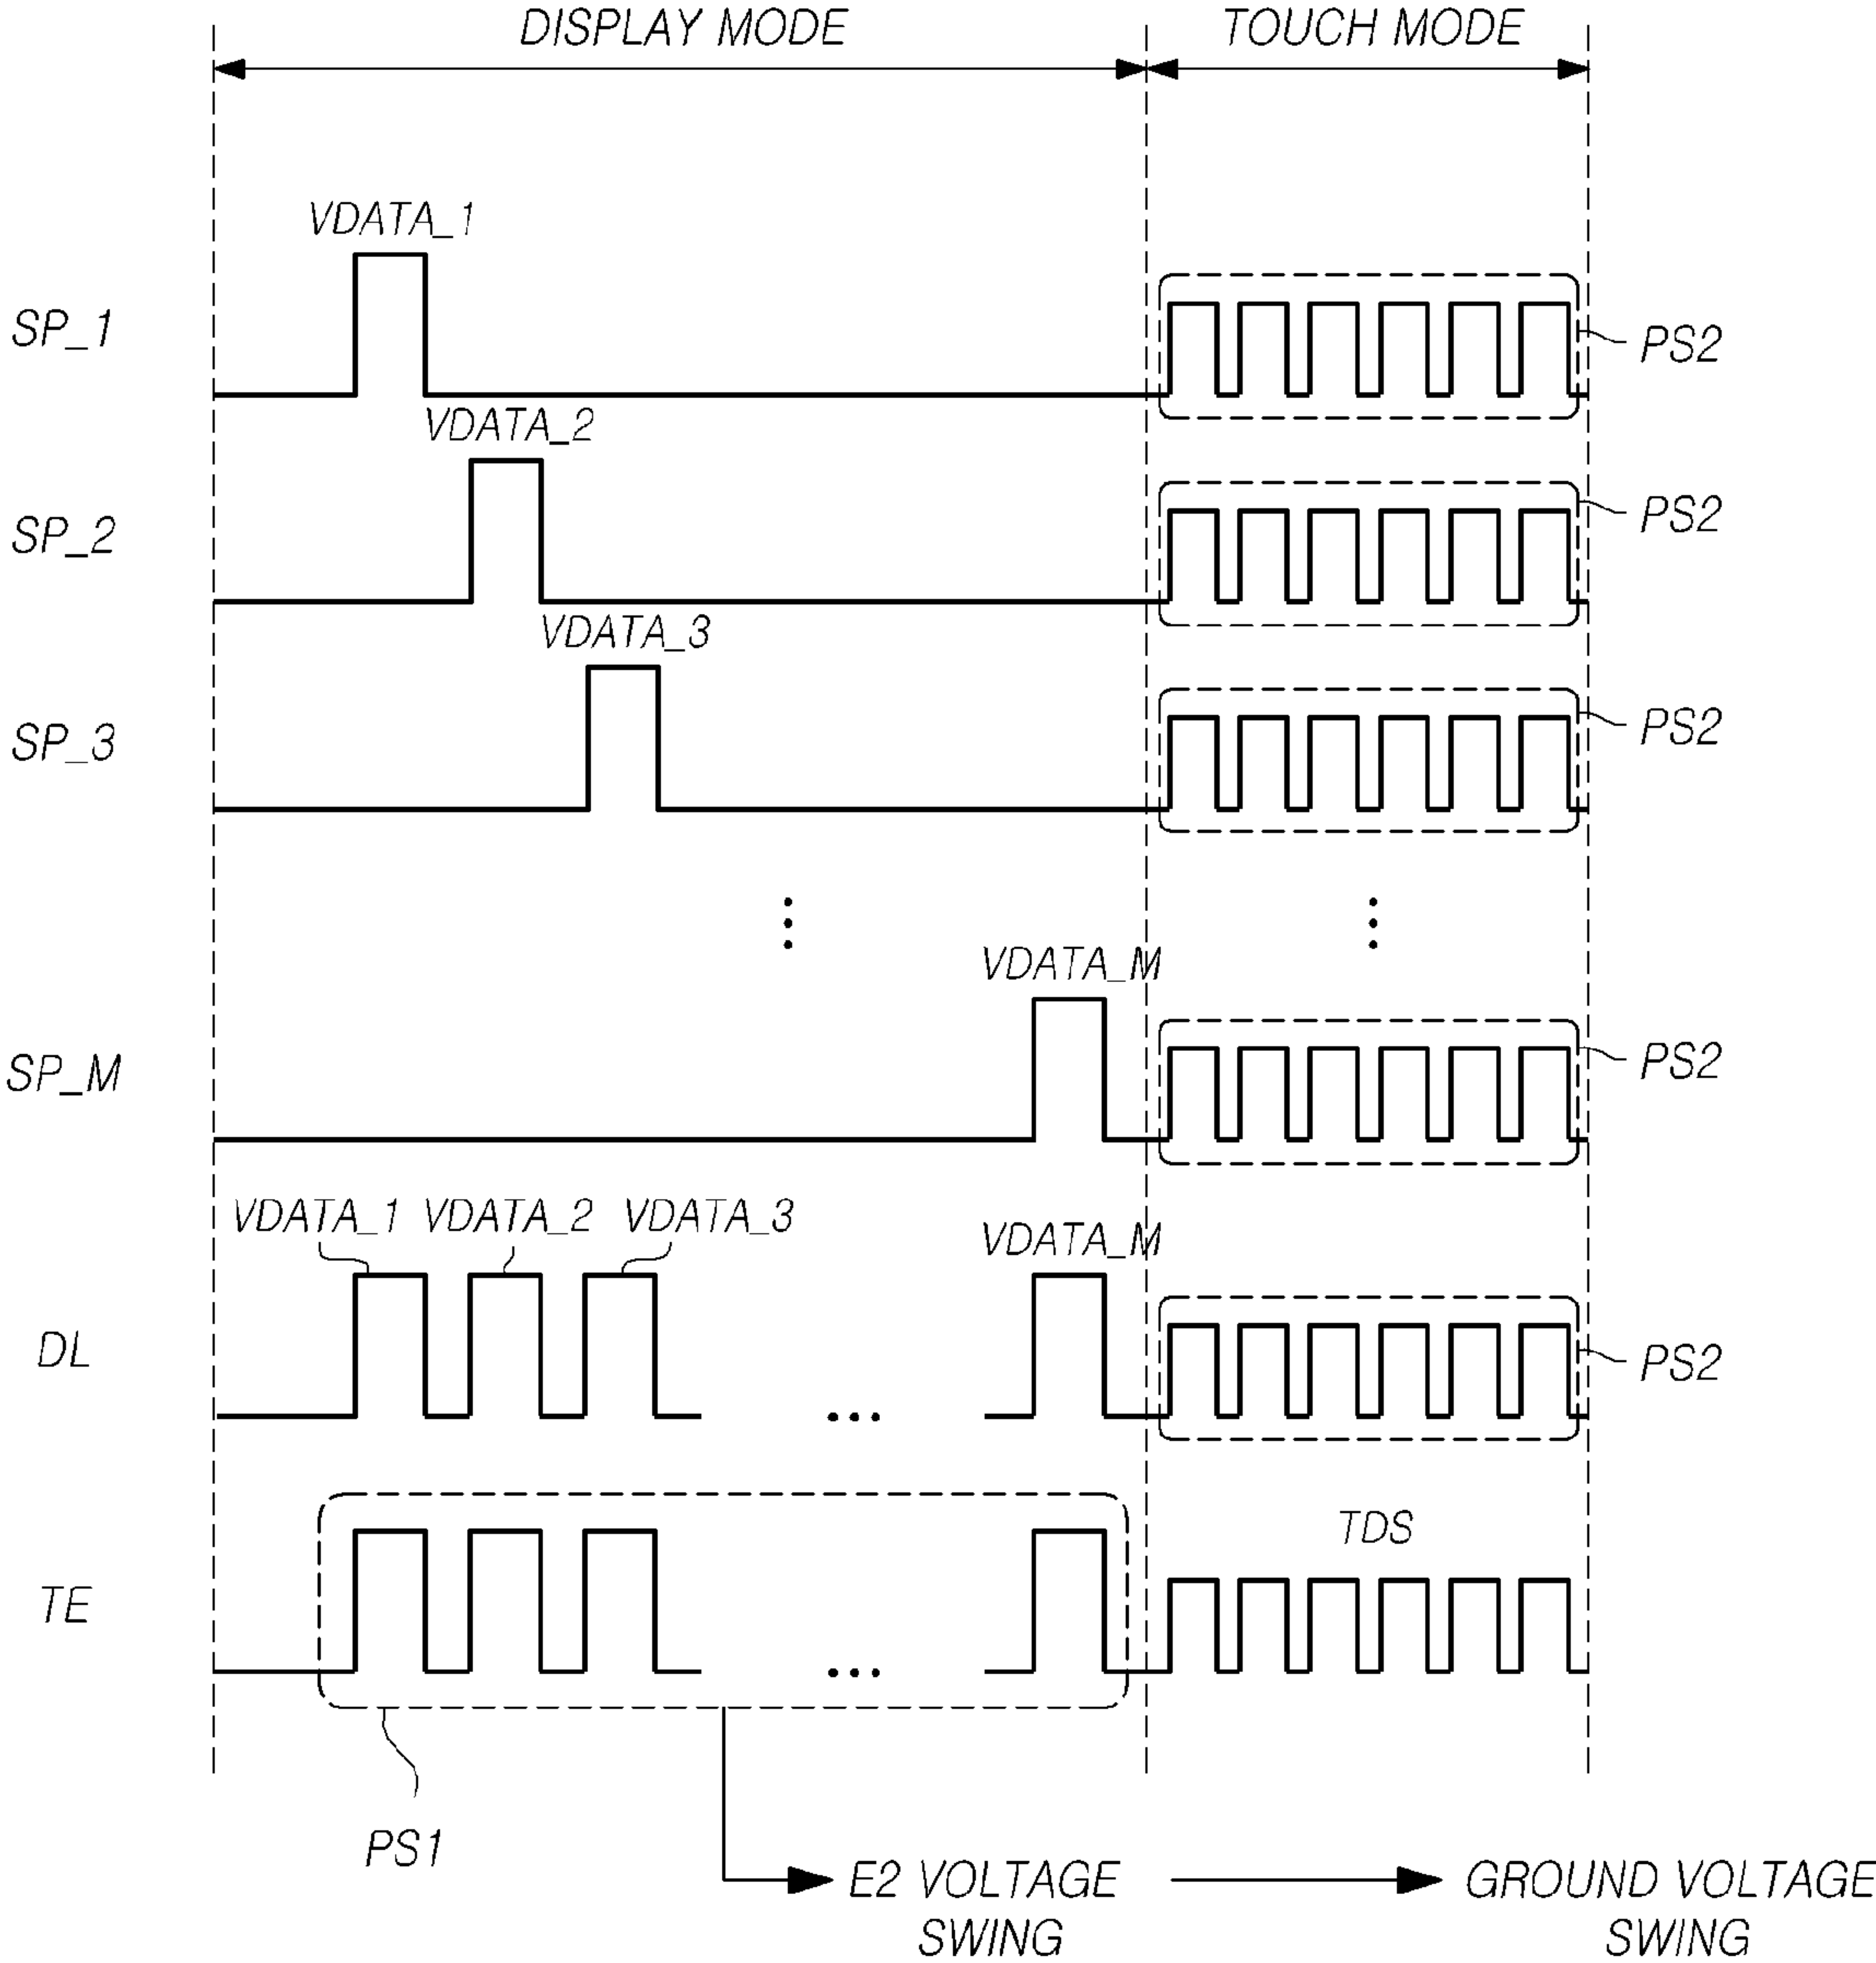 DISPLAY MODE TOUCH MODE
VDATA_1
SP_1 PS2
VDATA_2
SP_2 PS2
VDATA_3
SP_3 PS2
VDATA_M
SP_M PS2
VDATA_1 VDATA_2 VDATA_3 VDATA_M
DL PS2
TDS
TE
PS1
E2 VOLTAGE SWING
GROUND VOLTAGE SWING